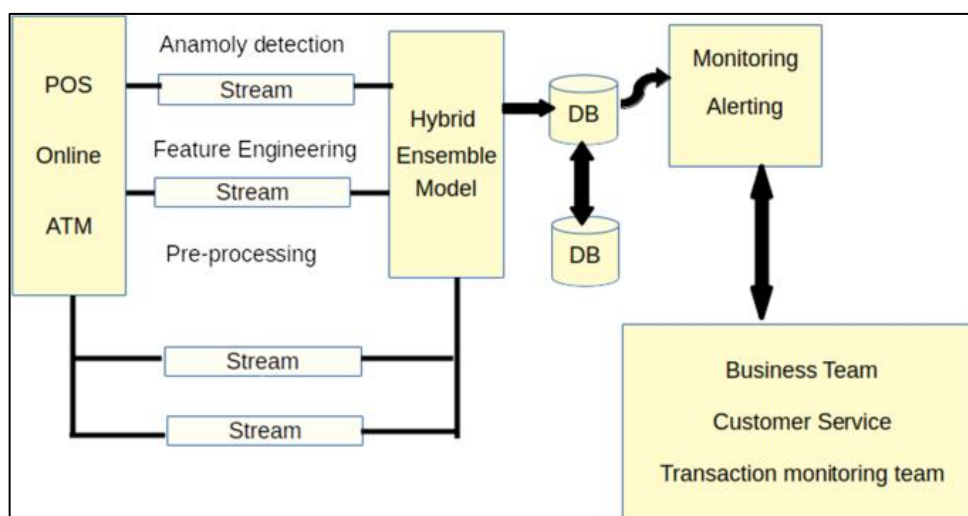 POS
Online
ATM
Anamoly detection
Stream
Feature Engineering
Stream
Pre-processing
Stream
Stream
Hybrid
Ensemble
Model
DB
DB
Monitoring
Alerting
Business Team
Customer Service
Transaction monitoring team